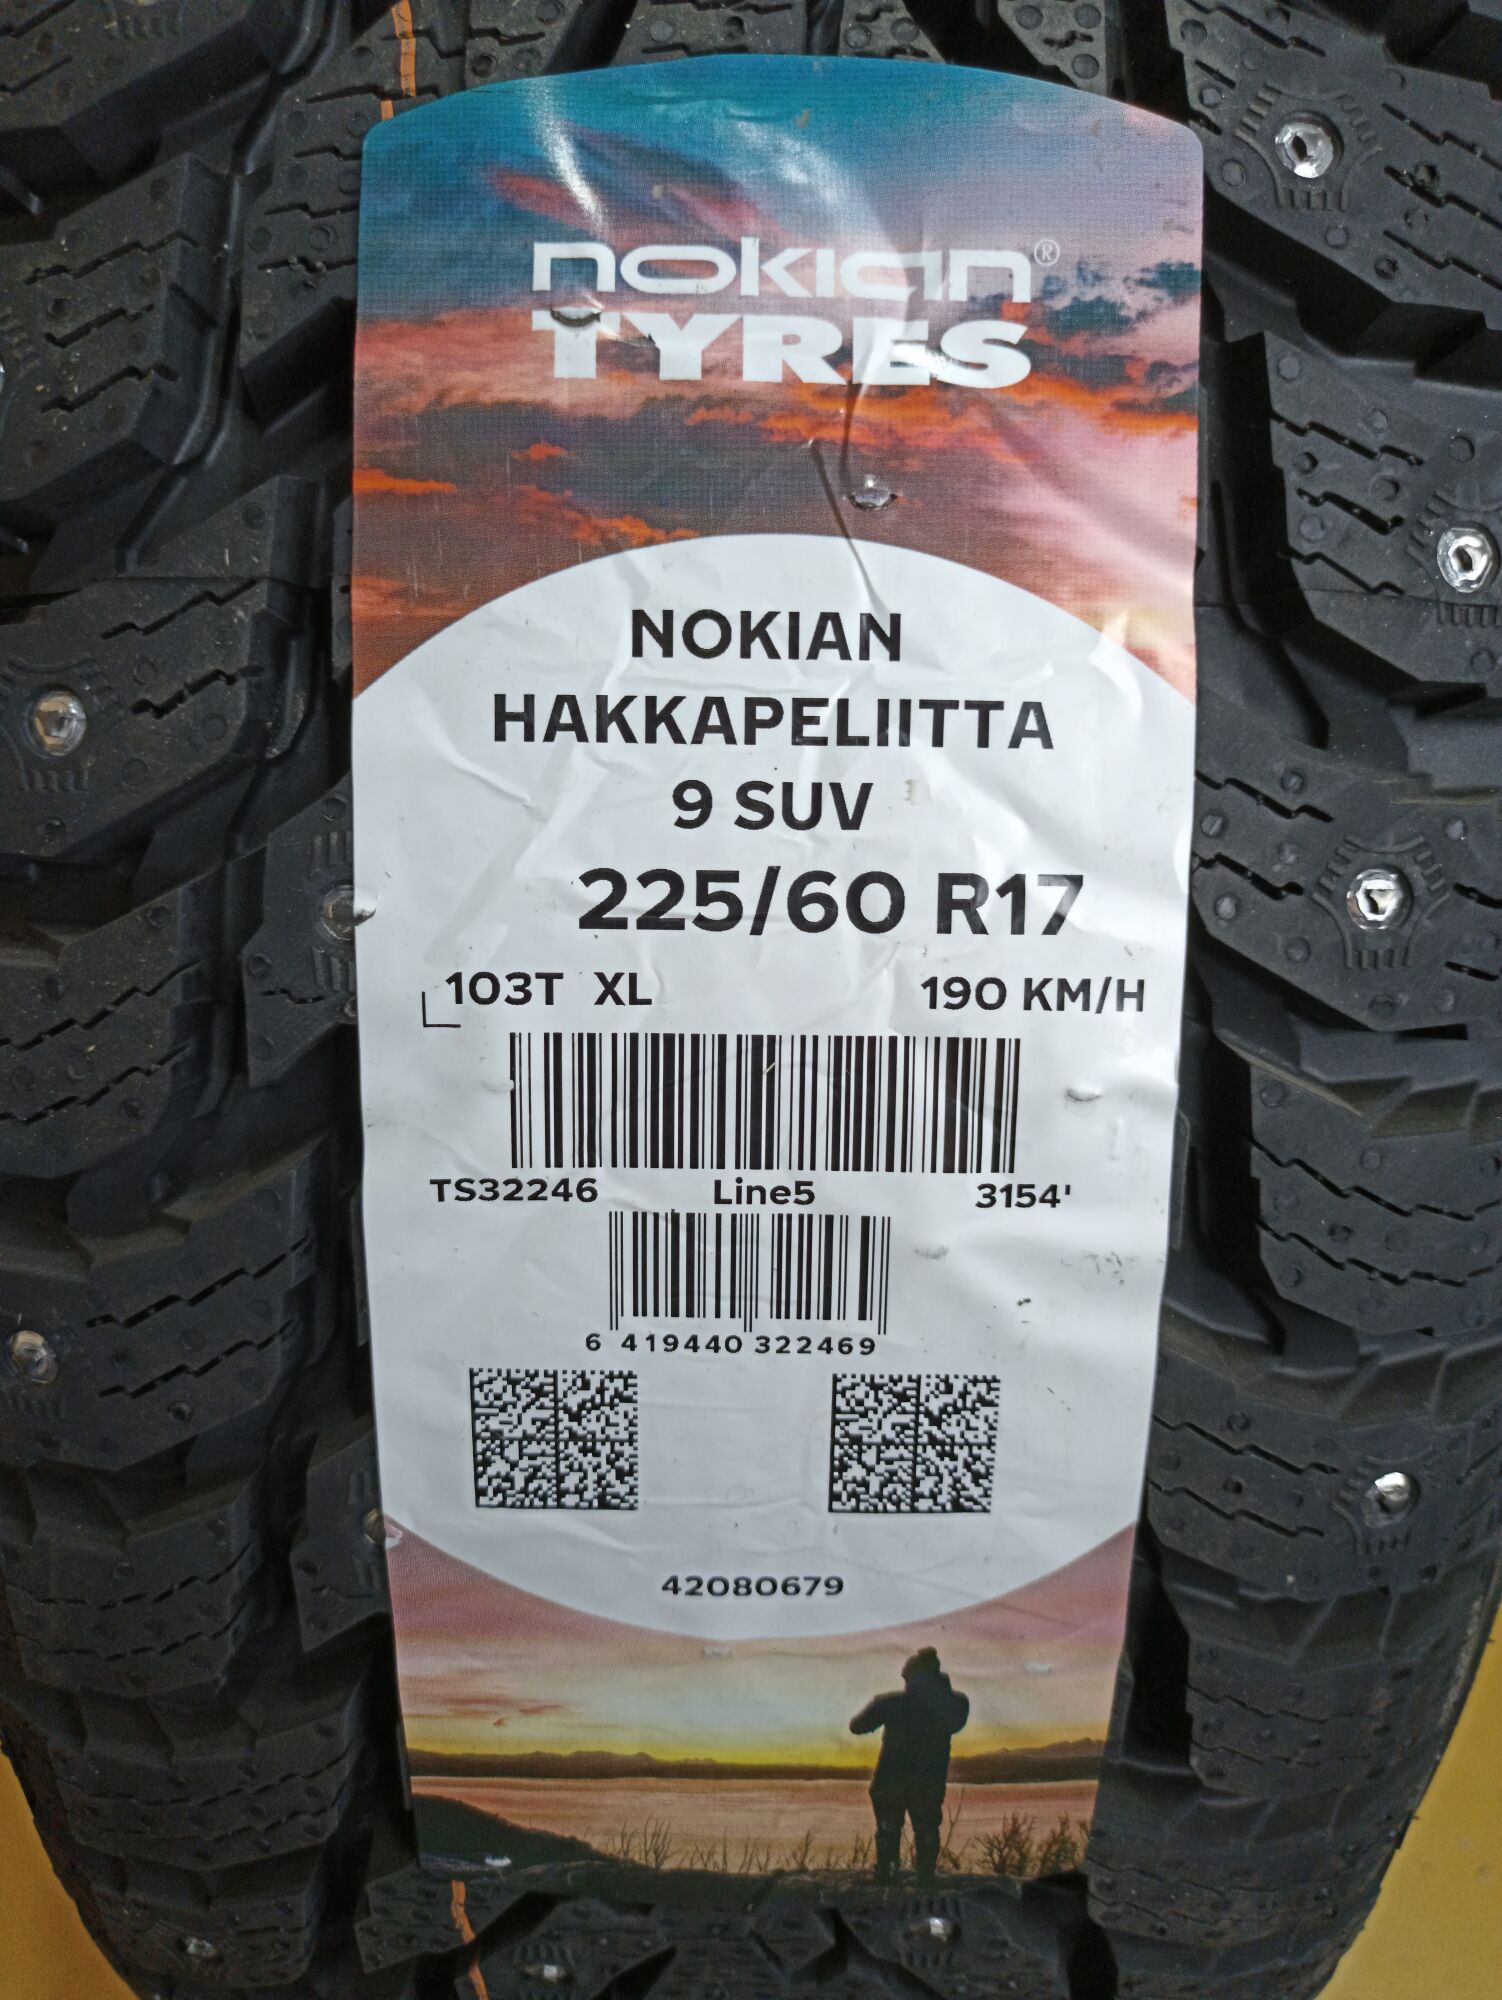 nokian®
TYRES
NOKIAN
HAKKAPELIITTA
9 SUV
225/60 R17
103T XL 190 KM/H
TS32246 Line5 3154'
6 419440 322469
42080679